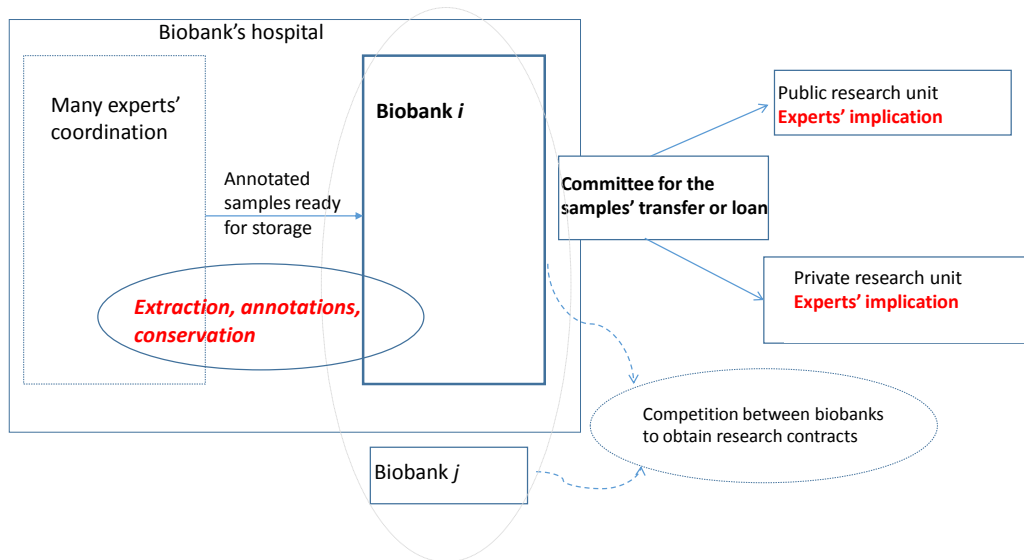 Biobank's hospital
Many experts'
coordination
Biobank i
Annotated
samples ready
for storage
Extraction, annotations,
conservation
Committee for the
samples' transfer or loan
Public research unit
Experts' implication
Private research unit
Experts' implication
Competition between biobanks
to obtain research contracts
Biobank j